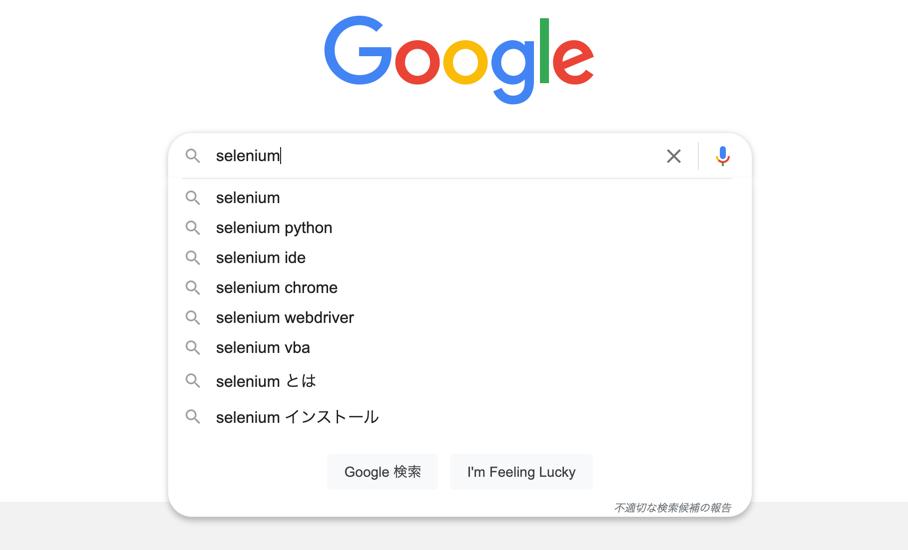 Google
selenium
selenium
selenium python
selenium ide
selenium chrome
selenium webdriver
selenium vba
selenium とは
selenium インストール
Google 検索 I'm Feeling Lucky
不適切な検索候補の報告